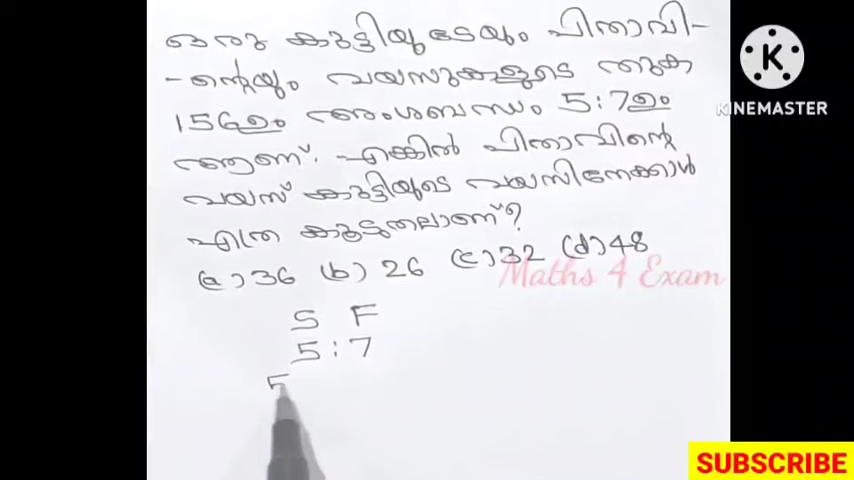 ഒരു കുട്ടിയുടേയും പിതാവി-
-ന്റെയും വയസുകളുടെ തുക
156ഉം അംശബന്ധം 5:7ഉം
ആണ്. എങ്കിൽ പിതാവിന്റെ
വയസ് കുട്ടിയുടെ വയസിനേക്കാൾ
എത്ര കൂടുതലാണ്?
(a) 36 (b) 26 (c) 32 (d) 48
Maths 4 Exam
S F
5:7
5
K
KINEMASTER
SUBSCRIBE